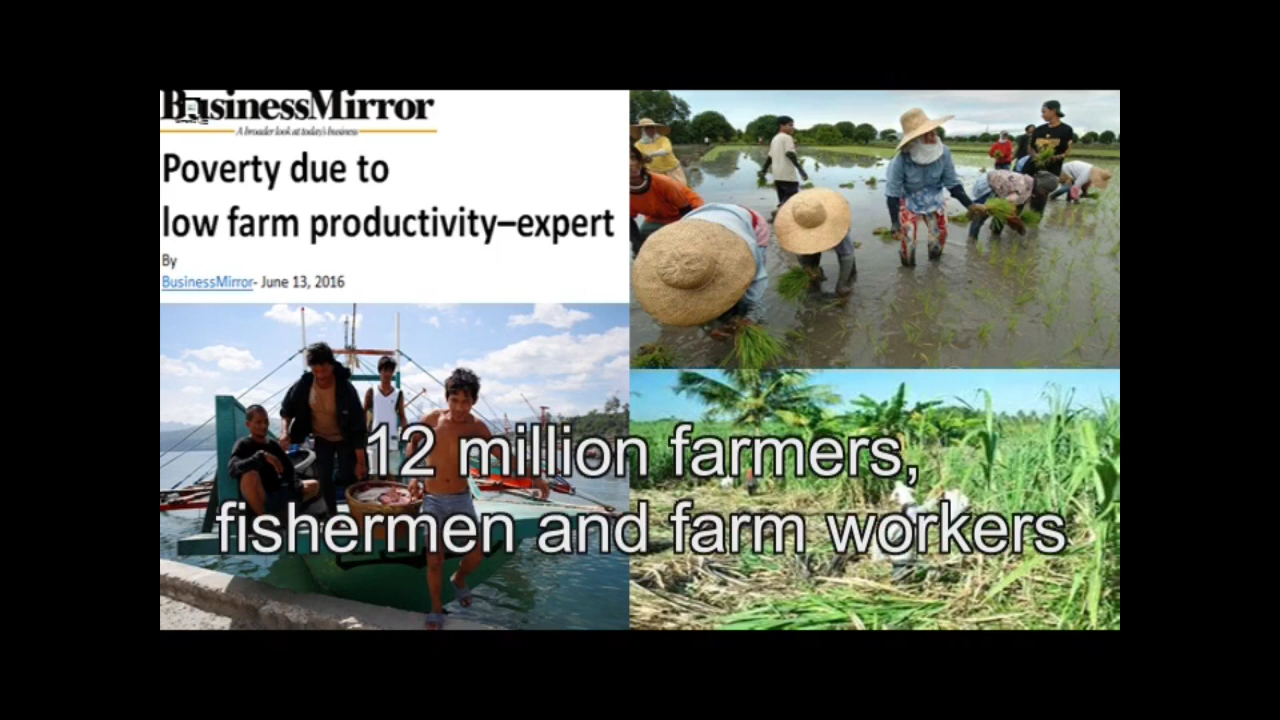 BusinessMirror
A broader look at today's business
Poverty due to
low farm productivity–expert
By
BusinessMirror- June 13, 2016
12 million farmers,
fishermen and farm workers